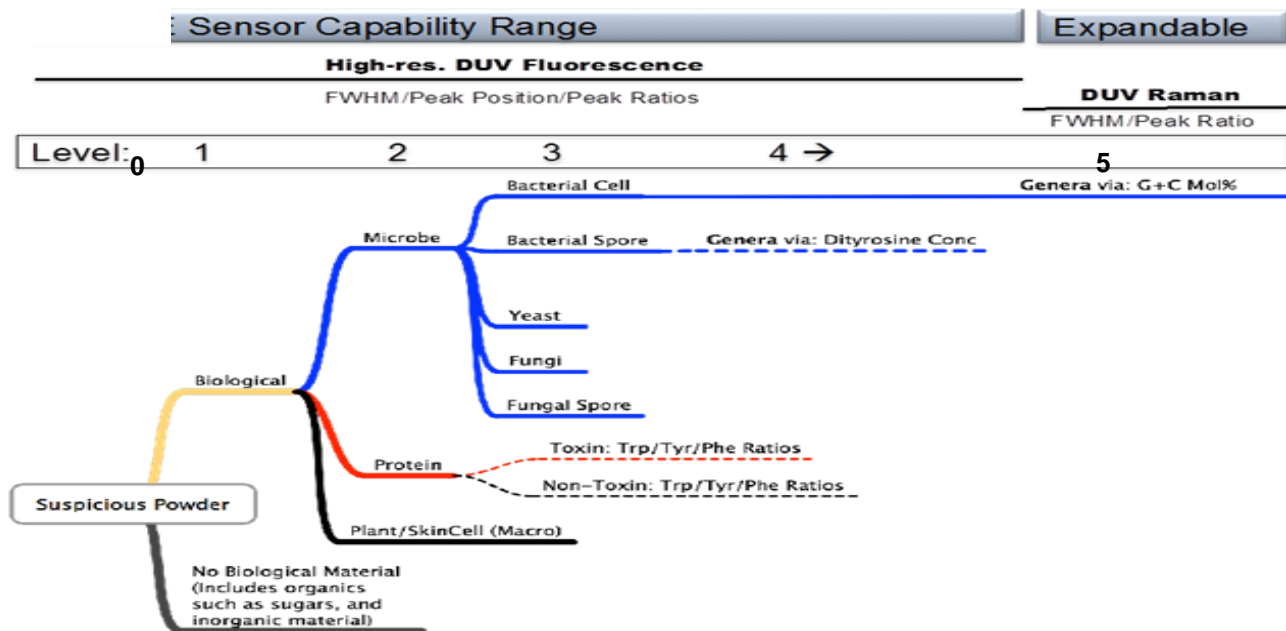 Sensor Capability Range
Expandable
High-res. DUV Fluorescence
FWHM/Peak Position/Peak Ratios
DUV Raman
FWHM/Peak Ratio
Level: 0 1 2 3 4 → 5
Bacterial Cell
Genera via: G+C Mol%
Microbe
Bacterial Spore
Genera via: Dityrosine Conc
Yeast
Fungi
Biological
Fungal Spore
Toxin: Trp/Tyr/Phe Ratios
Protein
Non-Toxin: Trp/Tyr/Phe Ratios
Suspicious Powder
Plant/SkinCell (Macro)
No Biological Material
(Includes organics
such as sugars, and
inorganic material)